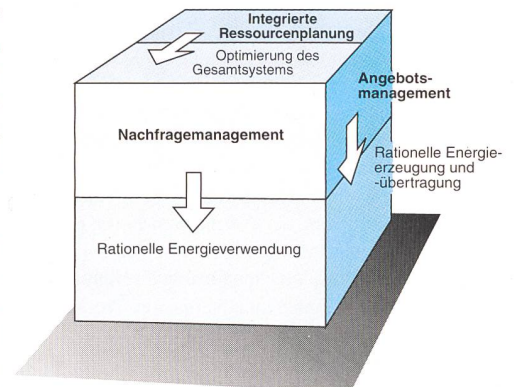 Integrierte
Ressourcenplanung
Optimierung des
Gesamtsystems
Angebots-
management
Nachfragemanagement
Rationelle Energie-
erzeugung und
-übertragung
Rationelle Energieverwendung